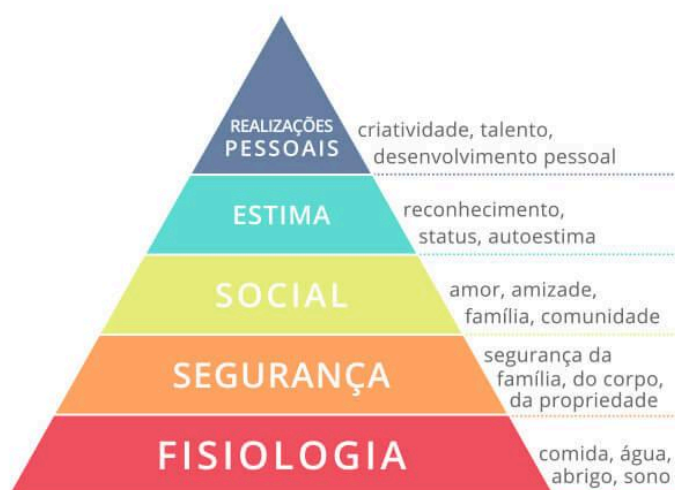 REALIZAÇÕES
PESSOAIS
criatividade, talento,
desenvolvimento pessoal
ESTIMA
reconhecimento,
status, autoestima
SOCIAL
amor, amizade,
família, comunidade
SEGURANÇA
segurança da
família, do corpo,
da propriedade
FISIOLOGIA
comida, água,
abrigo, sono